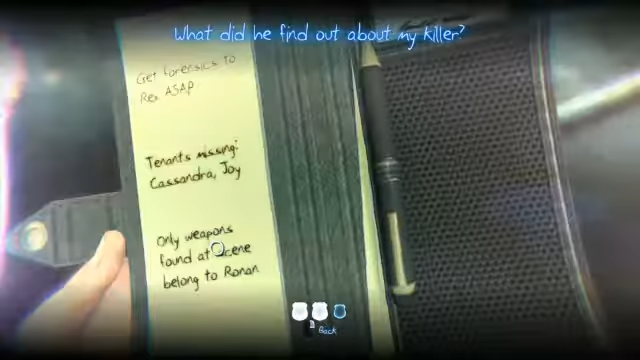 What did he find out about my killer?
Get forensics to
Rex ASAP
Tenants missing:
Cassandra, Joy
Only weapons
found at scene
belong to Ronan
Back